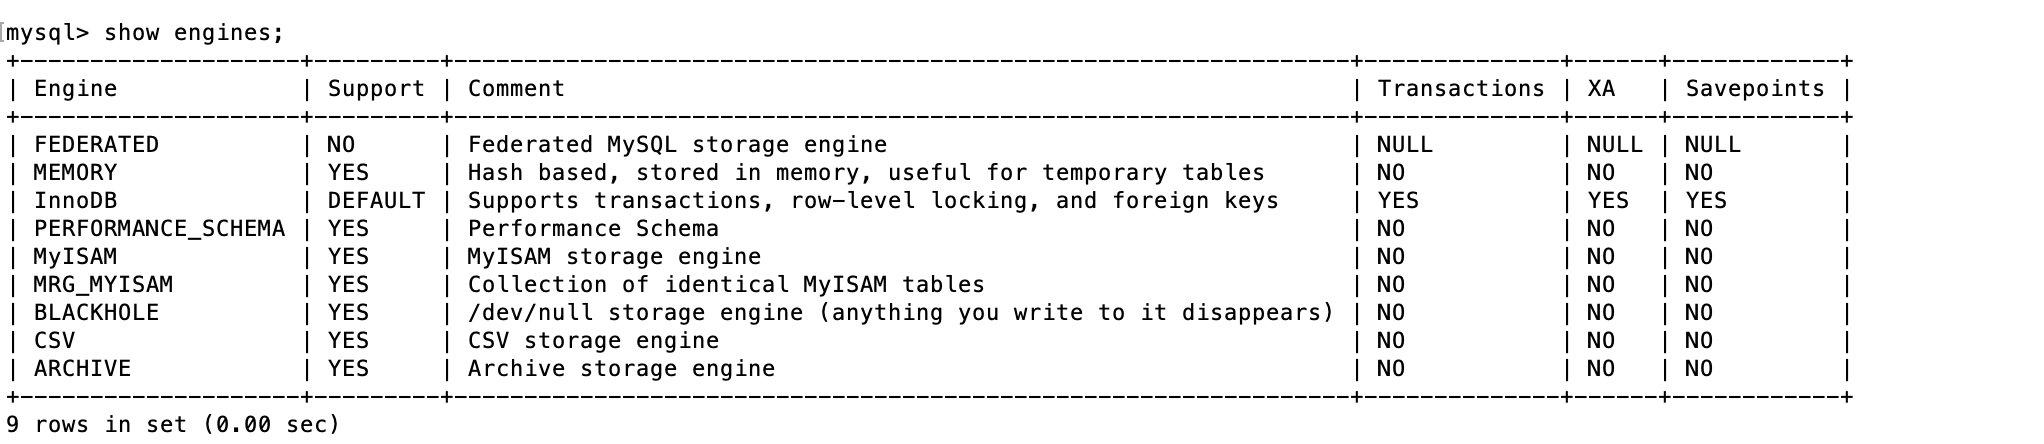 mysql> show engines;
+--------------------+---------+----------------------------------------------------------------+--------------+------+------------+
| Engine             | Support | Comment                                                        | Transactions | XA   | Savepoints |
+--------------------+---------+----------------------------------------------------------------+--------------+------+------------+
| FEDERATED          | NO      | Federated MySQL storage engine                                 | NULL         | NULL | NULL       |
| MEMORY             | YES     | Hash based, stored in memory, useful for temporary tables      | NO           | NO   | NO         |
| InnoDB             | DEFAULT | Supports transactions, row-level locking, and foreign keys     | YES          | YES  | YES        |
| PERFORMANCE_SCHEMA | YES     | Performance Schema                                             | NO           | NO   | NO         |
| MyISAM             | YES     | MyISAM storage engine                                          | NO           | NO   | NO         |
| MRG_MYISAM         | YES     | Collection of identical MyISAM tables                          | NO           | NO   | NO         |
| BLACKHOLE          | YES     | /dev/null storage engine (anything you write to it disappears) | NO           | NO   | NO         |
| CSV                | YES     | CSV storage engine                                             | NO           | NO   | NO         |
| ARCHIVE            | YES     | Archive storage engine                                         | NO           | NO   | NO         |
+--------------------+---------+----------------------------------------------------------------+--------------+------+------------+
9 rows in set (0.00 sec)